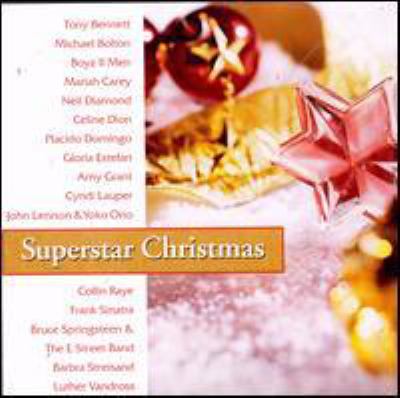 Tony Bennett
Michael Bolton
Boyz II Men
Mariah Carey
Neil Diamond
Celine Dion
Placido Domingo
Gloria Estefan
Amy Grant
Cyndi Lauper
John Lennon & Yoko Ono
Superstar Christmas
Collin Raye
Frank Sinatra
Bruce Springsteen &
The E Street Band
Barbra Streisand
Luther Vandross